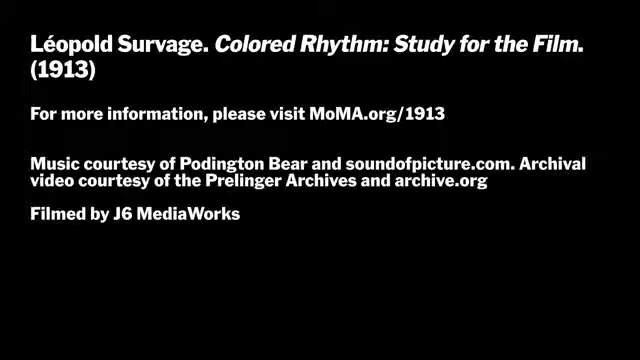 Léopold Survage. Colored Rhythm: Study for the Film.
(1913)
For more information, please visit MoMA.org/1913
Music courtesy of Podington Bear and soundofpicture.com. Archival
video courtesy of the Prelinger Archives and archive.org
Filmed by J6 MediaWorks